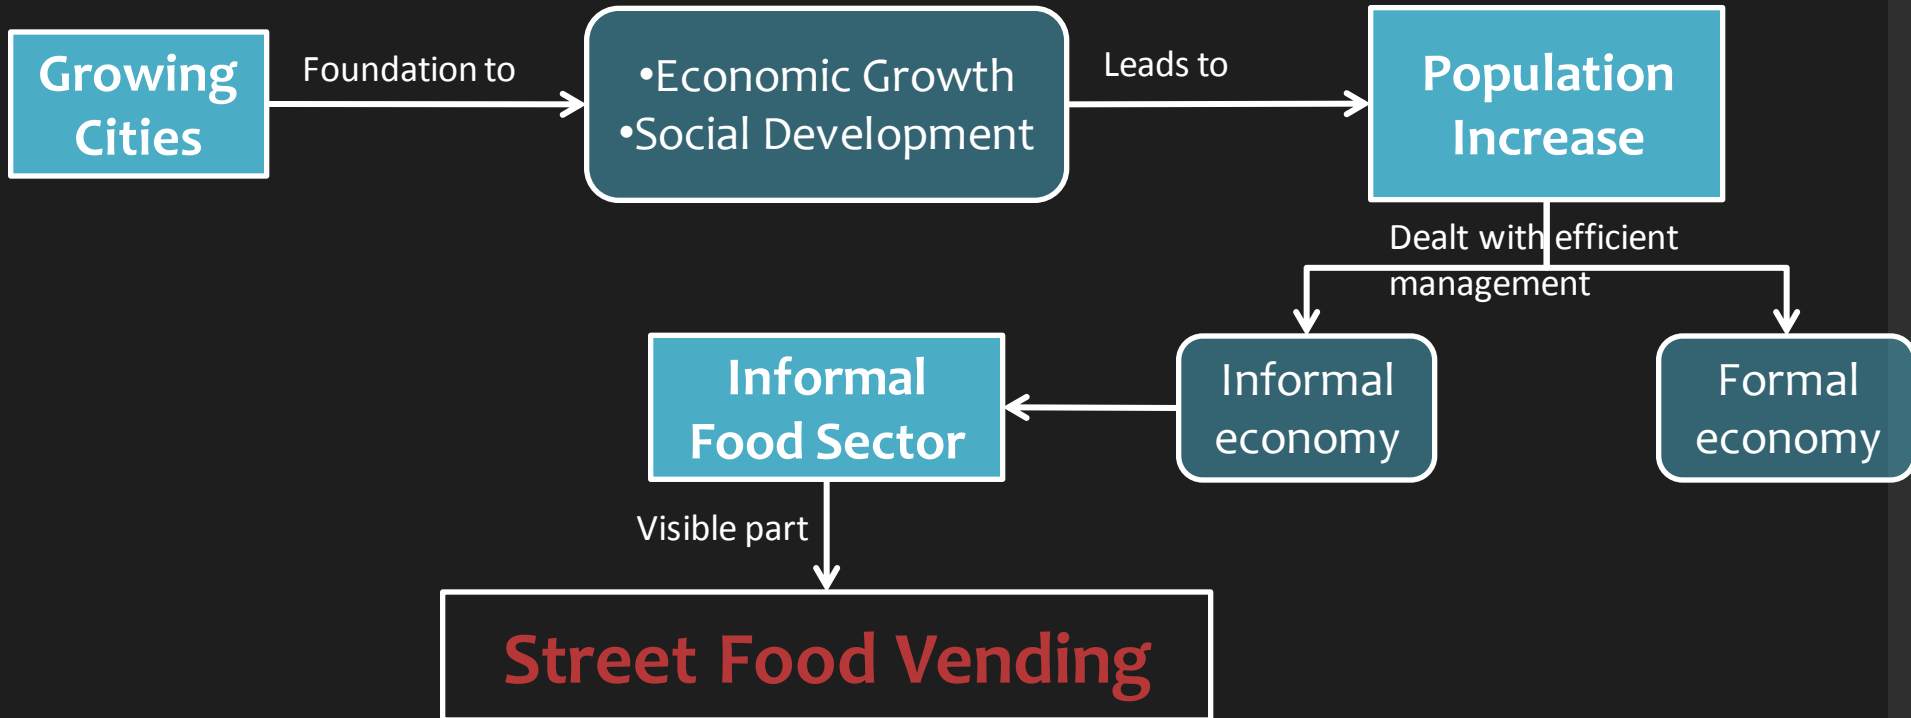 Growing
Cities
Foundation to
•Economic Growth
•Social Development
Leads to
Population
Increase
Dealt with efficient
management
Informal
economy
Formal
economy
Informal
Food Sector
Visible part
Street Food Vending